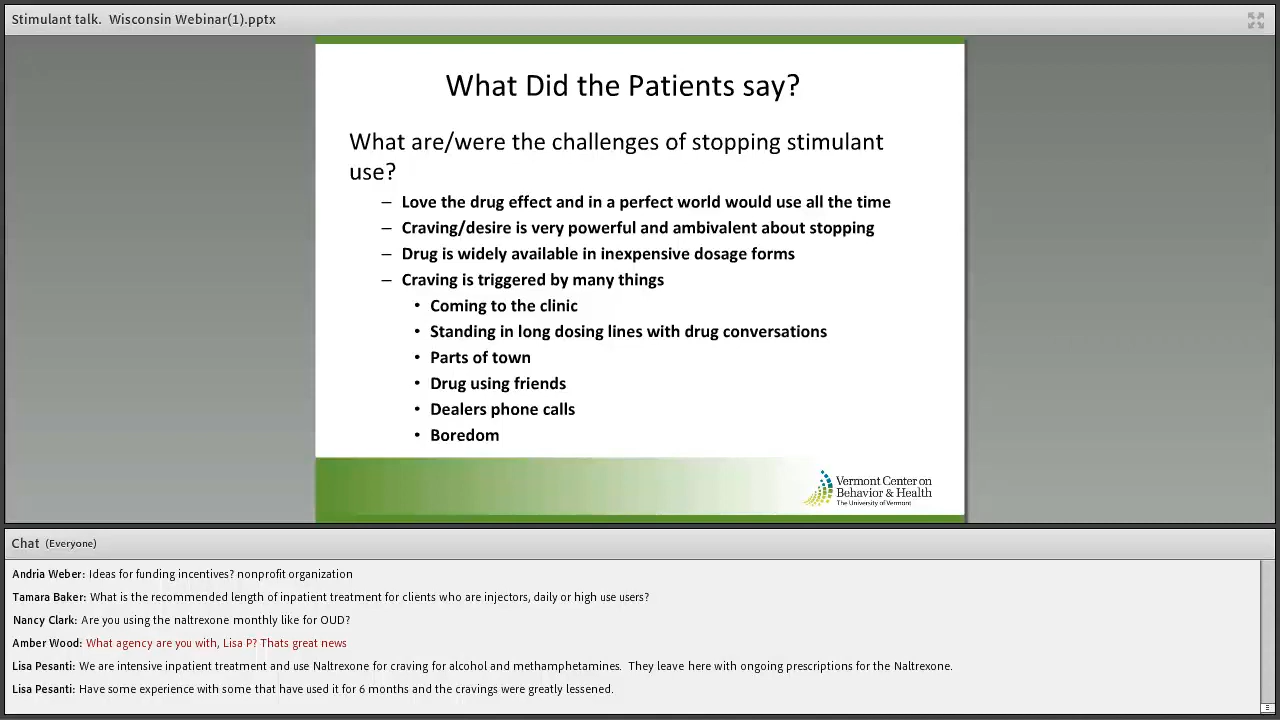 Stimulant talk.  Wisconsin Webinar(1).pptx
What Did the Patients say?
What are/were the challenges of stopping stimulant
use?
– Love the drug effect and in a perfect world would use all the time
– Craving/desire is very powerful and ambivalent about stopping
– Drug is widely available in inexpensive dosage forms
– Craving is triggered by many things
• Coming to the clinic
• Standing in long dosing lines with drug conversations
• Parts of town
• Drug using friends
• Dealers phone calls
• Boredom
Vermont Center on
Behavior & Health
The University of Vermont
Chat (Everyone)
Andria Weber: Ideas for funding incentives? nonprofit organization
Tamara Baker: What is the recommended length of inpatient treatment for clients who are injectors, daily or high use users?
Nancy Clark: Are you using the naltrexone monthly like for OUD?
Amber Wood: What agency are you with, Lisa P? Thats great news
Lisa Pesanti: We are intensive inpatient treatment and use Naltrexone for craving for alcohol and methamphetamines.  They leave here with ongoing prescriptions for the Naltrexone.
Lisa Pesanti: Have some experience with some that have used it for 6 months and the cravings were greatly lessened.